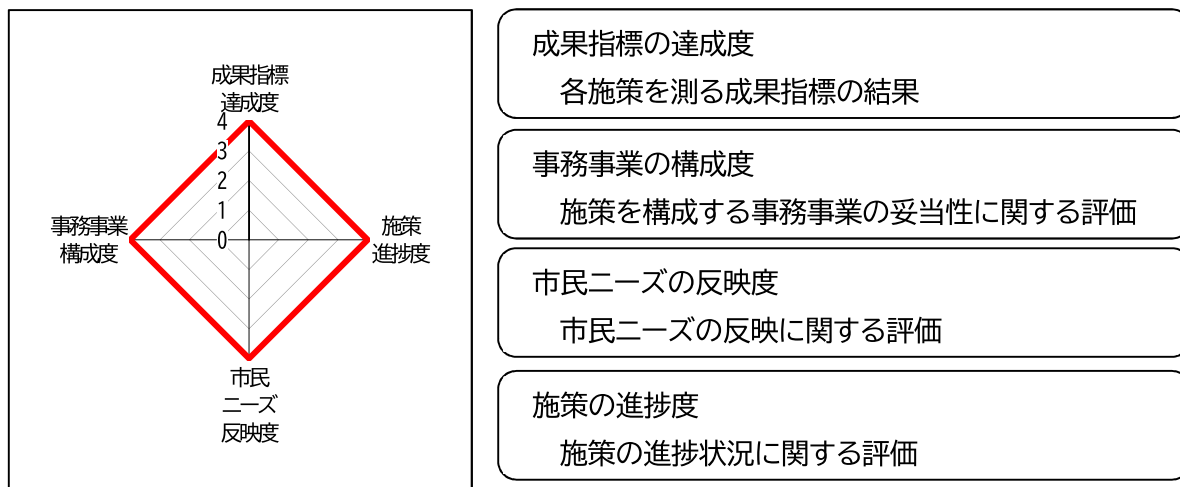 成果指標
達成度
4
3
2
1
0
事務事業
構成度
施策
進捗度
市民
ニーズ
反映度
成果指標の達成度
各施策を測る成果指標の結果
事務事業の構成度
施策を構成する事務事業の妥当性に関する評価
市民ニーズの反映度
市民ニーズの反映に関する評価
施策の進捗度
施策の進捗状況に関する評価